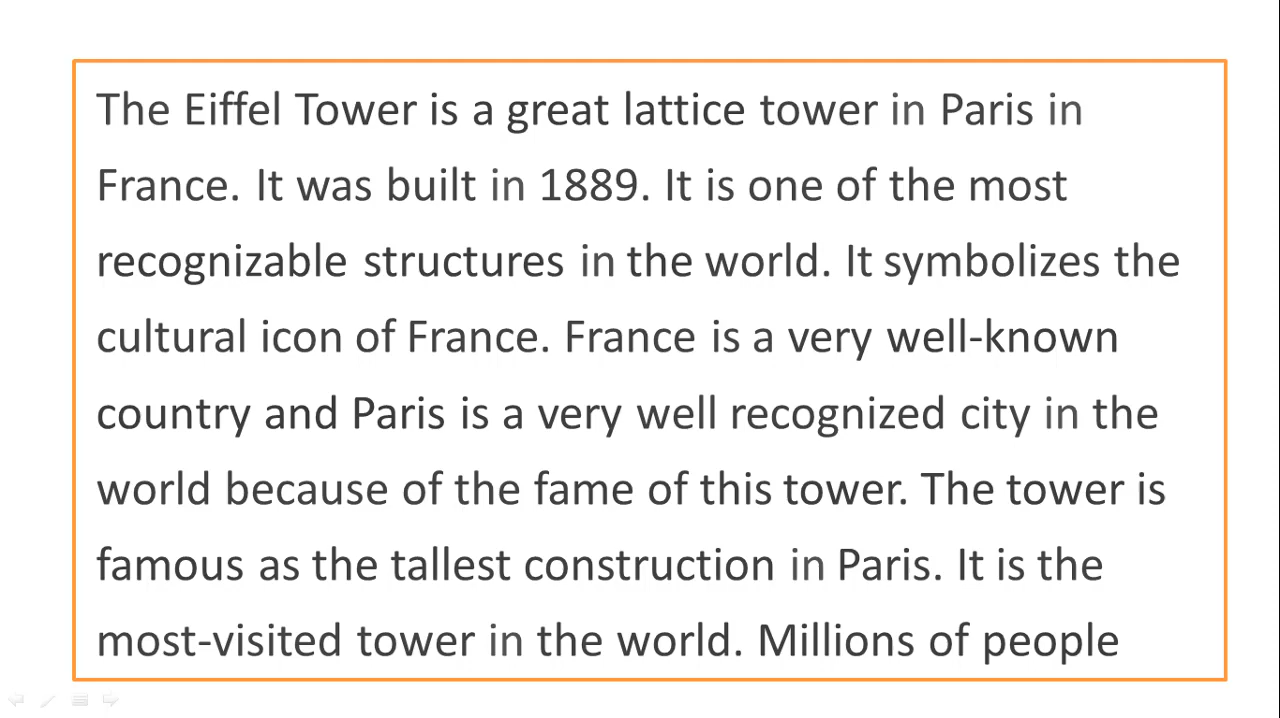 The Eiffel Tower is a great lattice tower in Paris in
France. It was built in 1889. It is one of the most
recognizable structures in the world. It symbolizes the
cultural icon of France. France is a very well-known
country and Paris is a very well recognized city in the
world because of the fame of this tower. The tower is
famous as the tallest construction in Paris. It is the
most-visited tower in the world. Millions of people